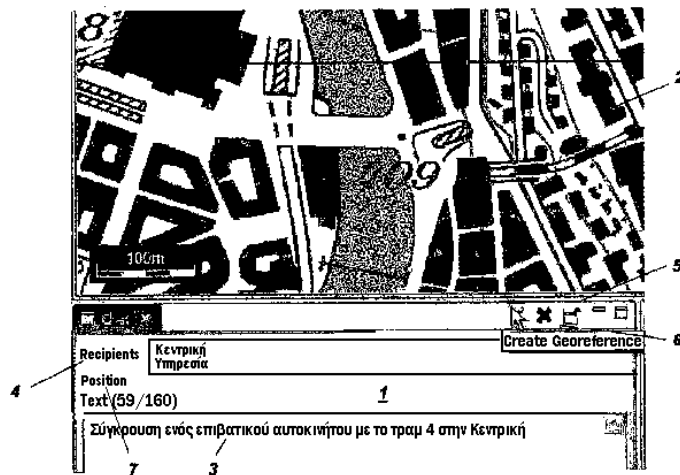 8
2
709
100m
5
Create Georeference
6
Recipients
Κεντρική
Υπηρεσία
4
Position
Text (59/160)
1
Σύγκρουση ενός επιβατικού αυτοκινήτου με το τραμ 4 στην Κεντρική
7
3